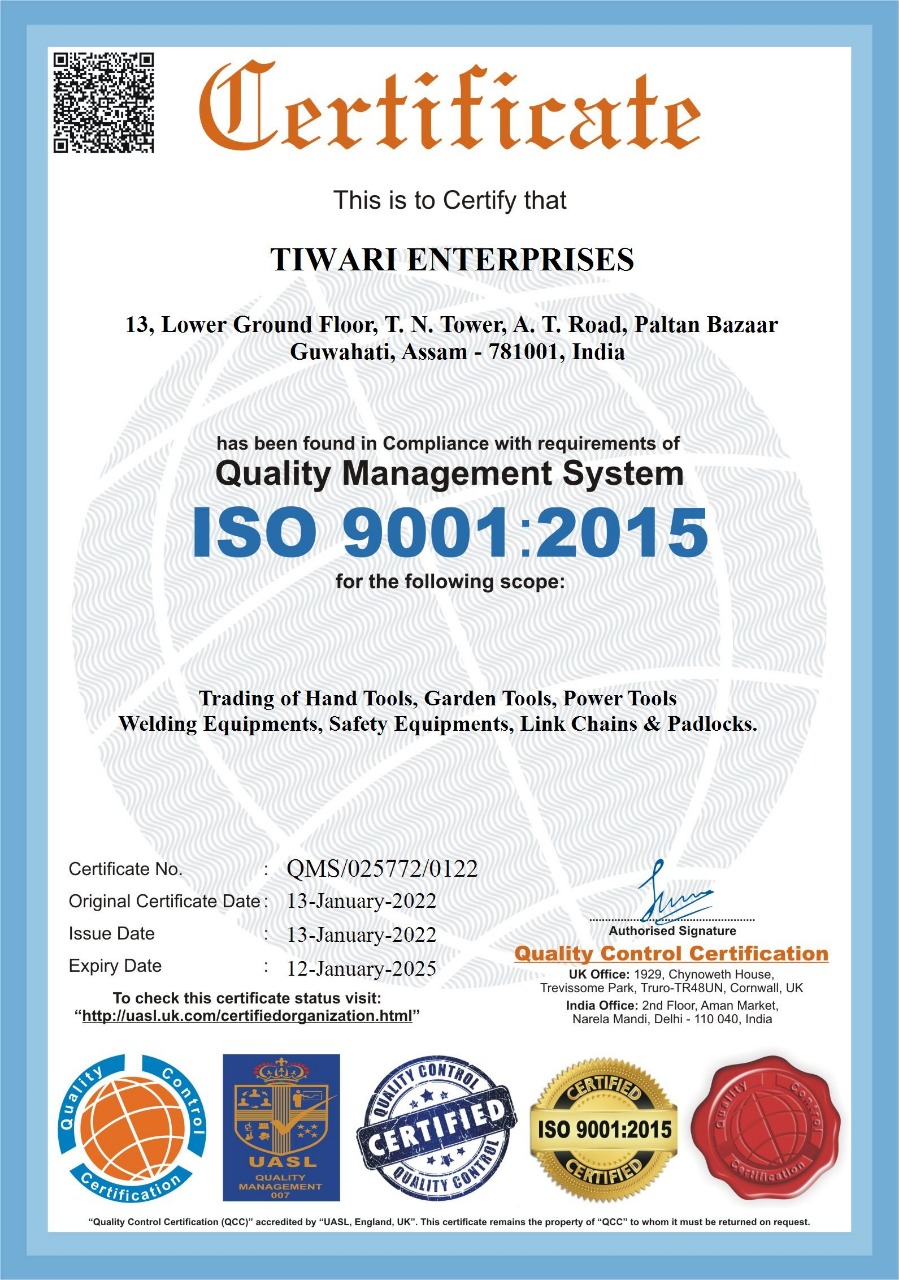 Certificate
This is to Certify that
TIWARI ENTERPRISES
13, Lower Ground Floor, T. N. Tower, A. T. Road, Paltan Bazaar
Guwahati, Assam - 781001, India
has been found in Compliance with requirements of
Quality Management System
ISO 9001:2015
for the following scope:
Trading of Hand Tools, Garden Tools, Power Tools
Welding Equipments, Safety Equipments, Link Chains & Padlocks.
Certificate No. : QMS/025772/0122
Original Certificate Date : 13-January-2022
Issue Date : 13-January-2022
Expiry Date : 12-January-2025
To check this certificate status visit:
“http://uasl.uk.com/certifiedorganization.html”
Authorised Signature
Quality Control Certification
UK Office: 1929, Chynoweth House,
Trevissome Park, Truro-TR48UN, Cornwall, UK
India Office: 2nd Floor, Aman Market,
Narela Mandi, Delhi - 110 040, India
Quality Control
Certification
UASL
QUALITY
MANAGEMENT
007
QUALITY CONTROL
CERTIFIED
QUALITY CONTROL
CERTIFIED
ISO 9001:2015
CERTIFIED
Quality Control
Certification
“Quality Control Certification (QCC)” accredited by “UASL, England, UK”. This certificate remains the property of “QCC” to whom it must be returned on request.